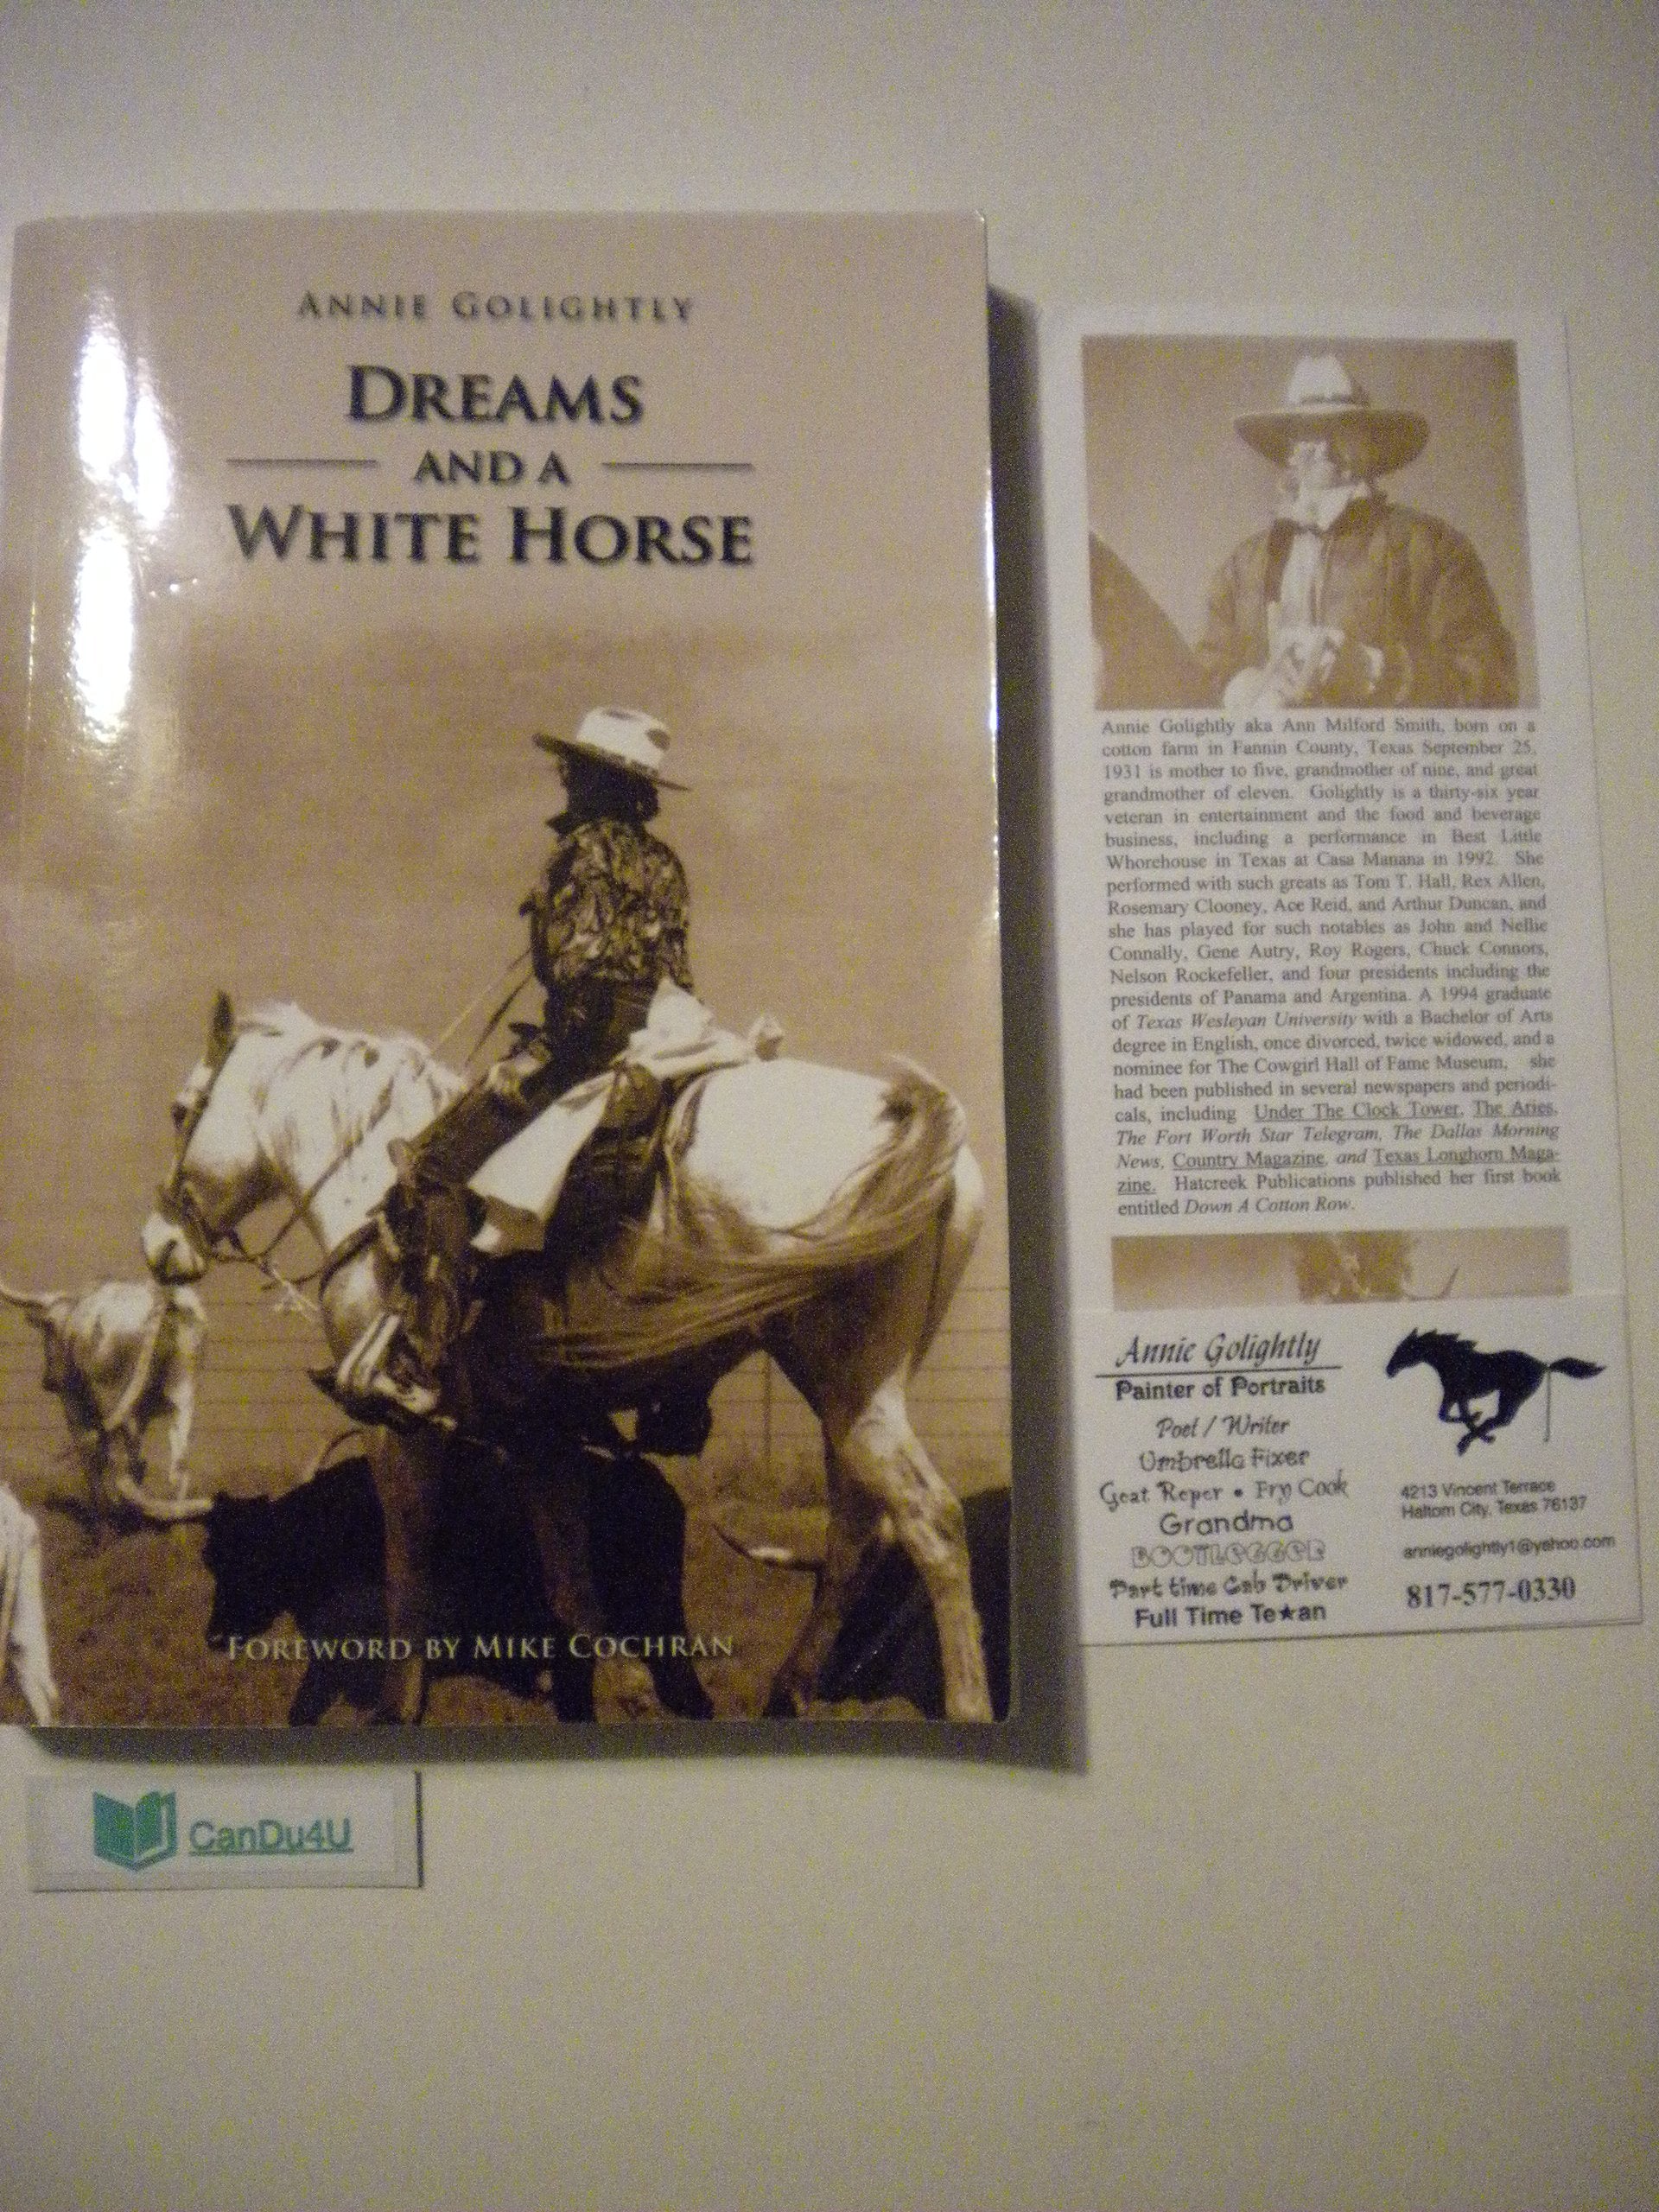 ANNIE GOLIGHTLY
DREAMS
AND A
WHITE HORSE
FOREWORD BY MIKE COCHRAN
CanDu4U
Annie Golightly aka Ann Milford Smith, born on a
cotton farm in Fannin County, Texas September 25,
1931 is mother to five, grandmother of nine, and great
grandmother of eleven. Golightly is a thirty-six year
veteran in entertainment and the food and beverage
business, including a performance in Best Little
Whorehouse in Texas at Casa Manana in 1992. She
performed with such greats as Tom T. Hall, Rex Allen,
Rosemary Clooney, Ace Reid, and Arthur Duncan, and
she has played for such notables as John and Nellie
Connally, Gene Autry, Roy Rogers, Chuck Connors,
Nelson Rockefeller, and four presidents including the
presidents of Panama and Argentina. A 1994 graduate
of Texas Wesleyan University with a Bachelor of Arts
degree in English, once divorced, twice widowed, and a
nominee for The Cowgirl Hall of Fame Museum, she
had been published in several newspapers and periodi-
cals, including Under The Clock Tower, The Aries,
The Fort Worth Star Telegram, The Dallas Morning
News, Country Magazine, and Texas Longhorn Maga-
zine. Hatcreek Publications published her first book
entitled Down A Cotton Row.
Annie Golightly
Painter of Portraits
Poet / Writer
Umbrella Fixer
Goat Roper • Fry Cook
Grandma
BOOTLEGGER
Part time Cab Driver
Full Time Te★an
4213 Vincent Terrace
Haltom City, Texas 76137
anniegolightly1@yahoo.com
817-577-0330